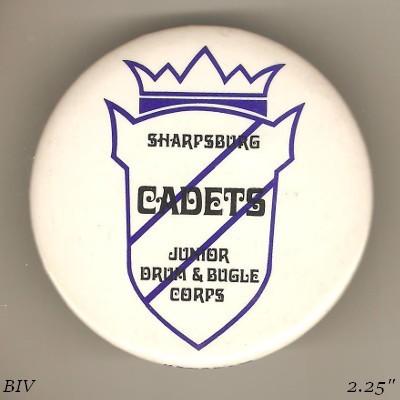 SHARPSBURG
CADETS
JUNIOR
DRUM & BUGLE
CORPS
BIV
2.25"